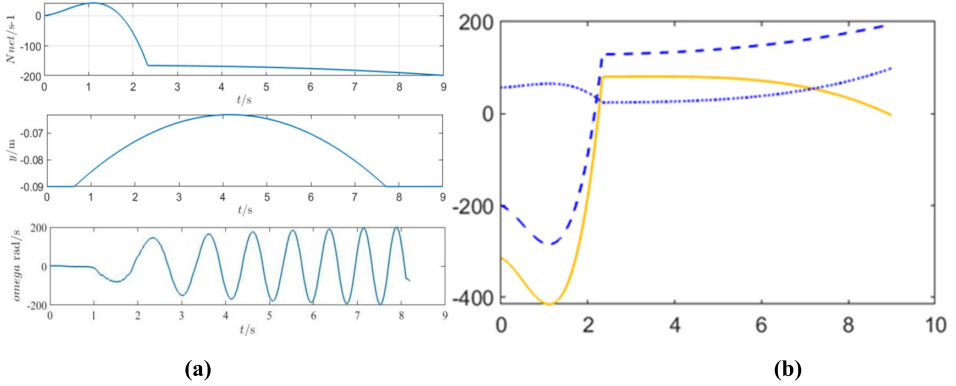 Nnet/s-1
0
-100
-200
0 1 2 3 4 5 6 7 8 9
t/s
y/m
-0.07
-0.08
-0.09
0 1 2 3 4 5 6 7 8 9
t/s
omega rad/s
200
0
-200
0 1 2 3 4 5 6 7 8 9
t/s
(a)
200
0
-200
-400
0 2 4 6 8 10
(b)